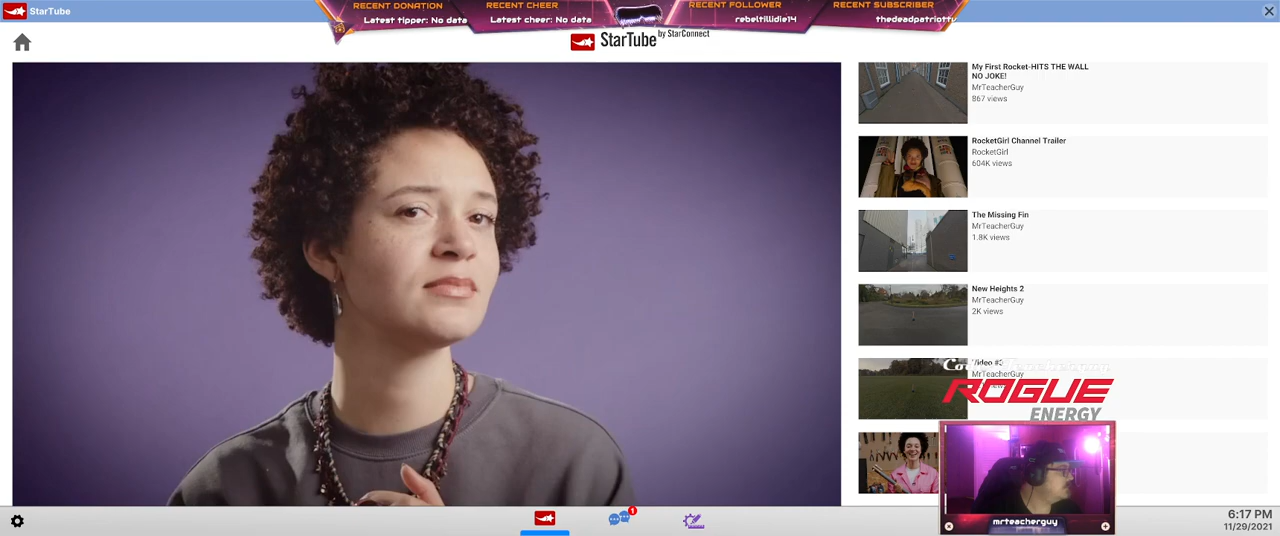 StarTube
RECENT DONATION
Latest tipper: No data
RECENT CHEER
Latest cheer: No data
RECENT FOLLOWER
rebeltillidie14
RECENT SUBSCRIBER
thedeadpatriotty
StarTube by StarConnect
My First Rocket-HITS THE WALL
NO JOKE!
MrTeacherGuy
867 views
RocketGirl Channel Trailer
RocketGirl
604K views
The Missing Fin
MrTeacherGuy
1.8K views
New Heights 2
MrTeacherGuy
2K views
Video #2
MrTeacherGuy
ROGUE
ENERGY
mrteacherguy
1
6:17 PM
11/29/2021